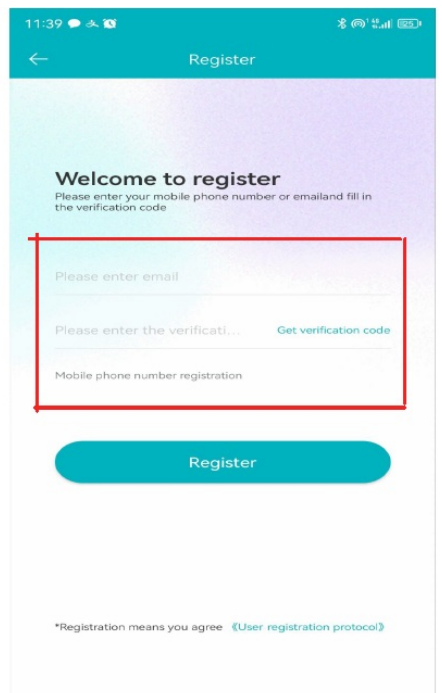 11:39
Register
Welcome to register
Please enter your mobile phone number or emailand fill in
the verification code
Please enter email
Please enter the verificati... Get verification code
Mobile phone number registration
Register
*Registration means you agree 《User registration protocol》